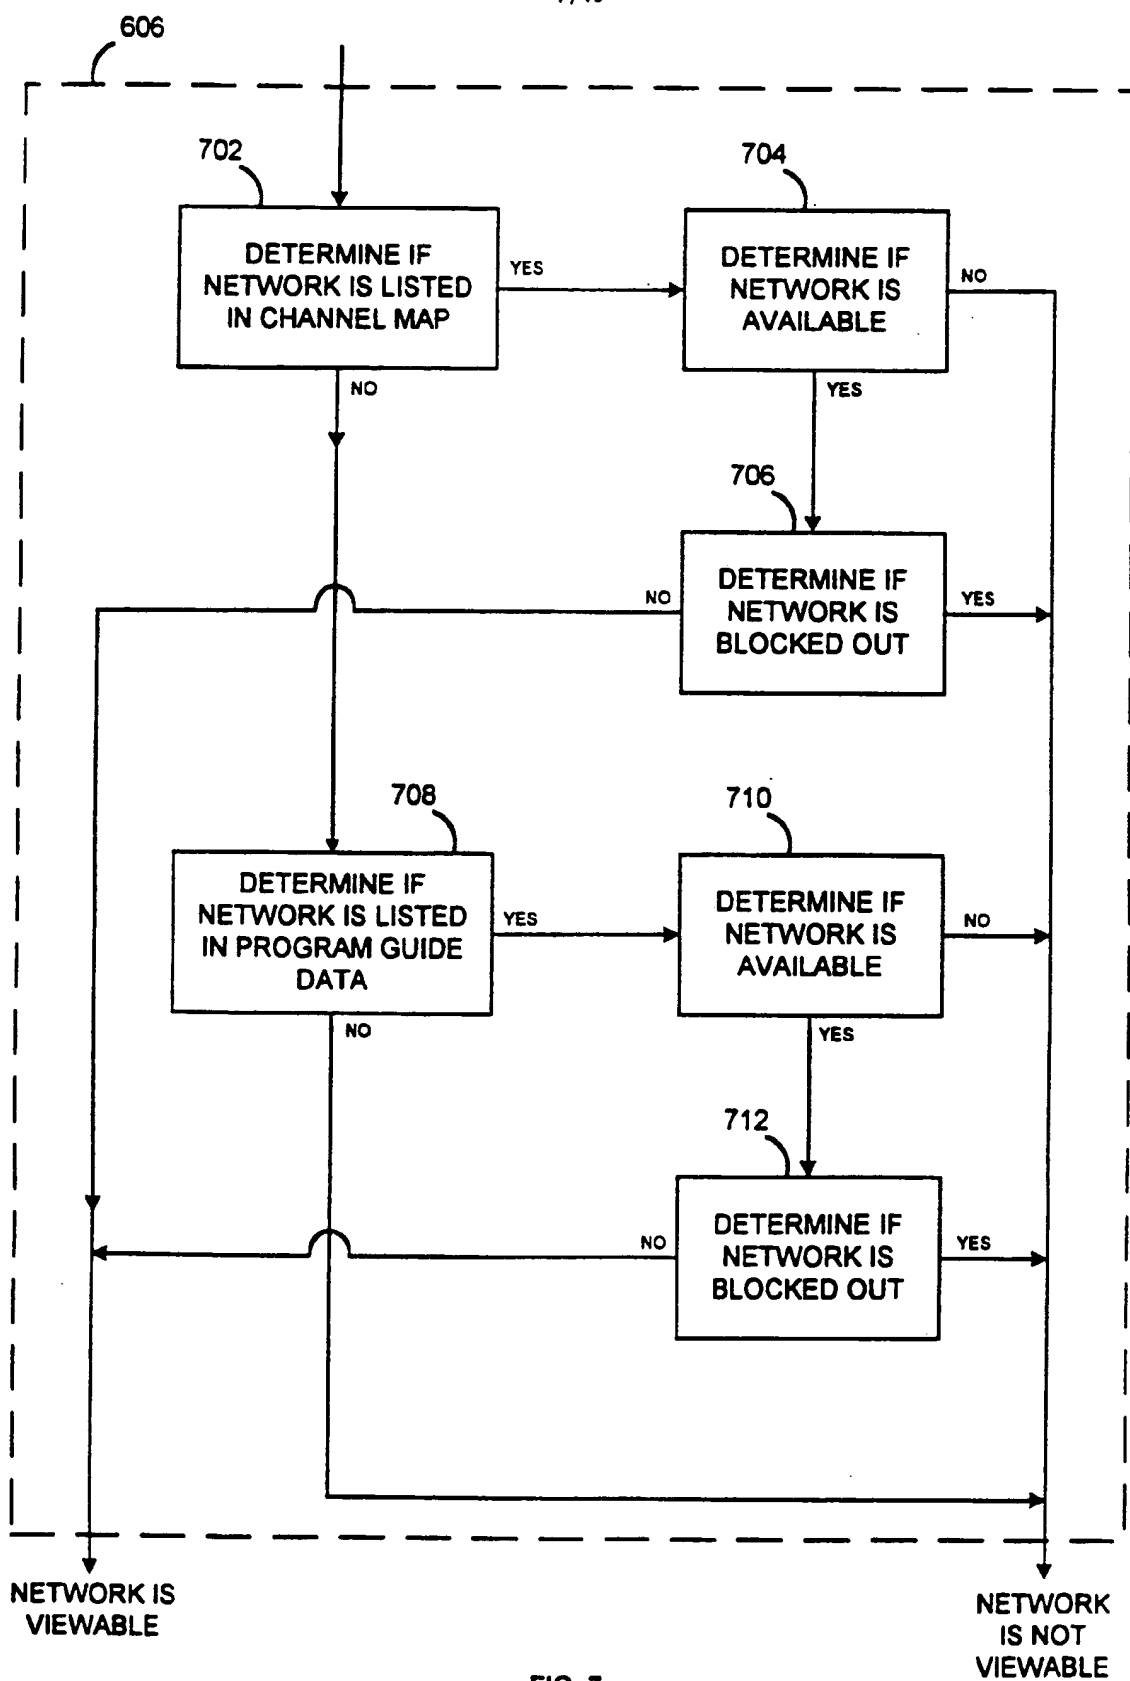 606
702
704
DETERMINE IF
NETWORK IS LISTED
IN CHANNEL MAP
YES
DETERMINE IF
NETWORK IS
AVAILABLE
NO
NO
YES
706
DETERMINE IF
NETWORK IS
BLOCKED OUT
NO
YES
708
710
DETERMINE IF
NETWORK IS LISTED
IN PROGRAM GUIDE
DATA
YES
DETERMINE IF
NETWORK IS
AVAILABLE
NO
NO
YES
712
DETERMINE IF
NETWORK IS
BLOCKED OUT
NO
YES
NETWORK IS
VIEWABLE
NETWORK
IS NOT
VIEWABLE